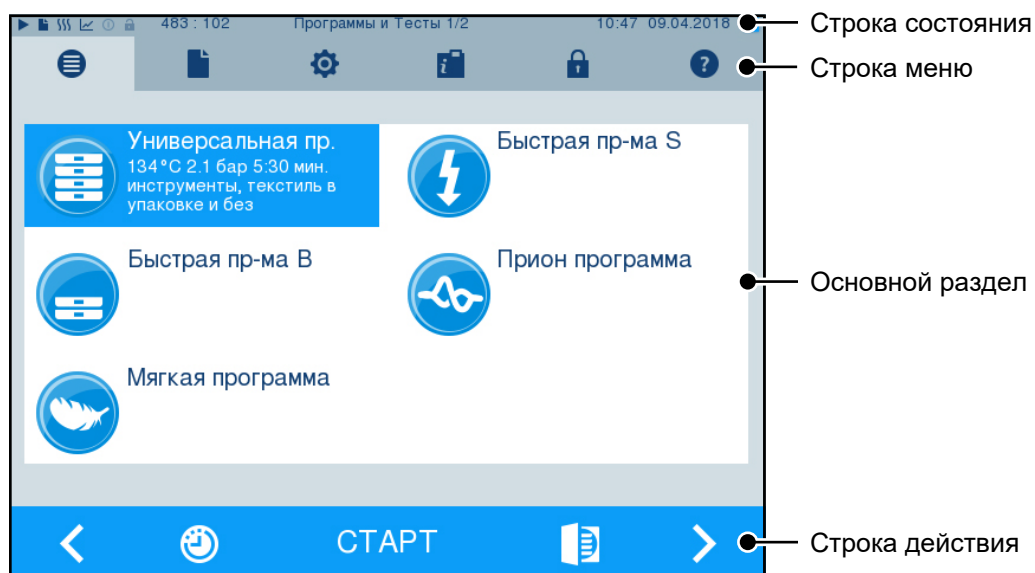 483 : 102 Программы и Тесты 1/2 10:47 09.04.2018
Строка состояния
Строка меню
Универсальная пр.
134°C 2.1 бар 5:30 мин.
инструменты, текстиль в
упаковке и без
Быстрая пр-ма S
Быстрая пр-ма B
Прион программа
Основной раздел
Мягкая программа
СТАРТ
Строка действия